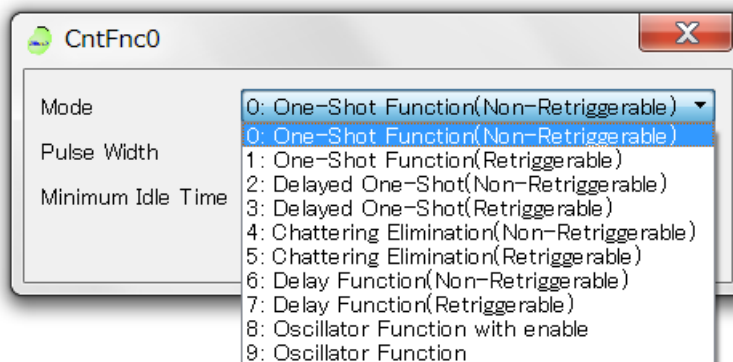 CntFnc0
Mode
0: One-Shot Function(Non-Retriggerable)
0: One-Shot Function(Non-Retriggerable)
Pulse Width
1: One-Shot Function(Retriggerable)
2: Delayed One-Shot(Non-Retriggerable)
Minimum Idle Time
3: Delayed One-Shot(Retriggerable)
4: Chattering Elimination(Non-Retriggerable)
5: Chattering Elimination(Retriggerable)
6: Delay Function(Non-Retriggerable)
7: Delay Function(Retriggerable)
8: Oscillator Function with enable
9: Oscillator Function